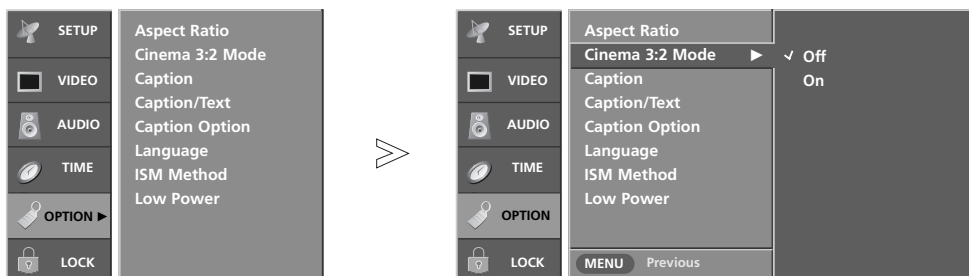 SETUP
VIDEO
AUDIO
TIME
OPTION ▶
LOCK
Aspect Ratio
Cinema 3:2 Mode
Caption
Caption/Text
Caption Option
Language
ISM Method
Low Power
SETUP
VIDEO
AUDIO
TIME
OPTION
LOCK
Aspect Ratio
Cinema 3:2 Mode ▶
Caption
Caption/Text
Caption Option
Language
ISM Method
Low Power
MENU Previous
✓ Off
On